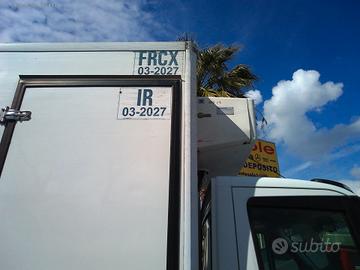 FRCX
03-2027
IR
03-2027
DEPOSITO
subito